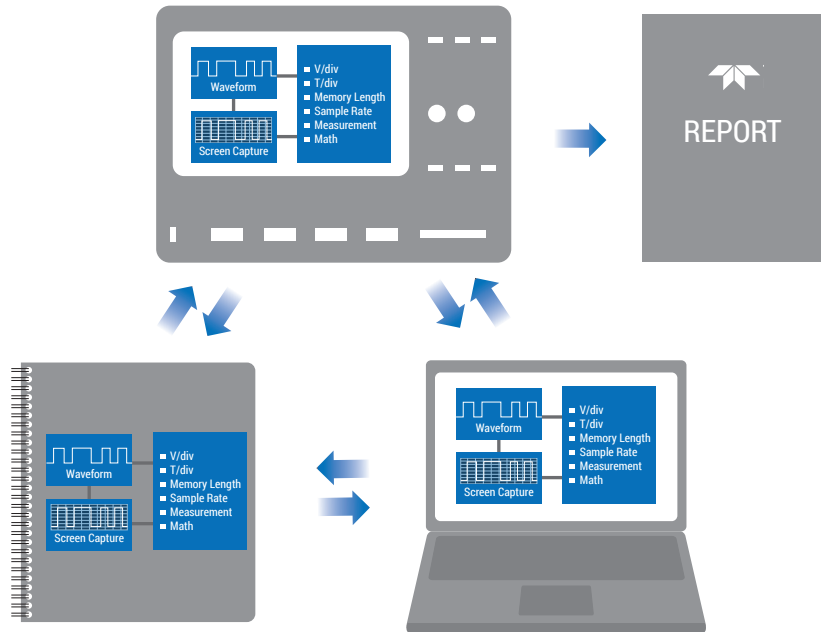 Waveform
Screen Capture
V/div
T/div
Memory Length
Sample Rate
Measurement
Math
REPORT
Waveform
Screen Capture
V/div
T/div
Memory Length
Sample Rate
Measurement
Math
Waveform
Screen Capture
V/div
T/div
Memory Length
Sample Rate
Measurement
Math